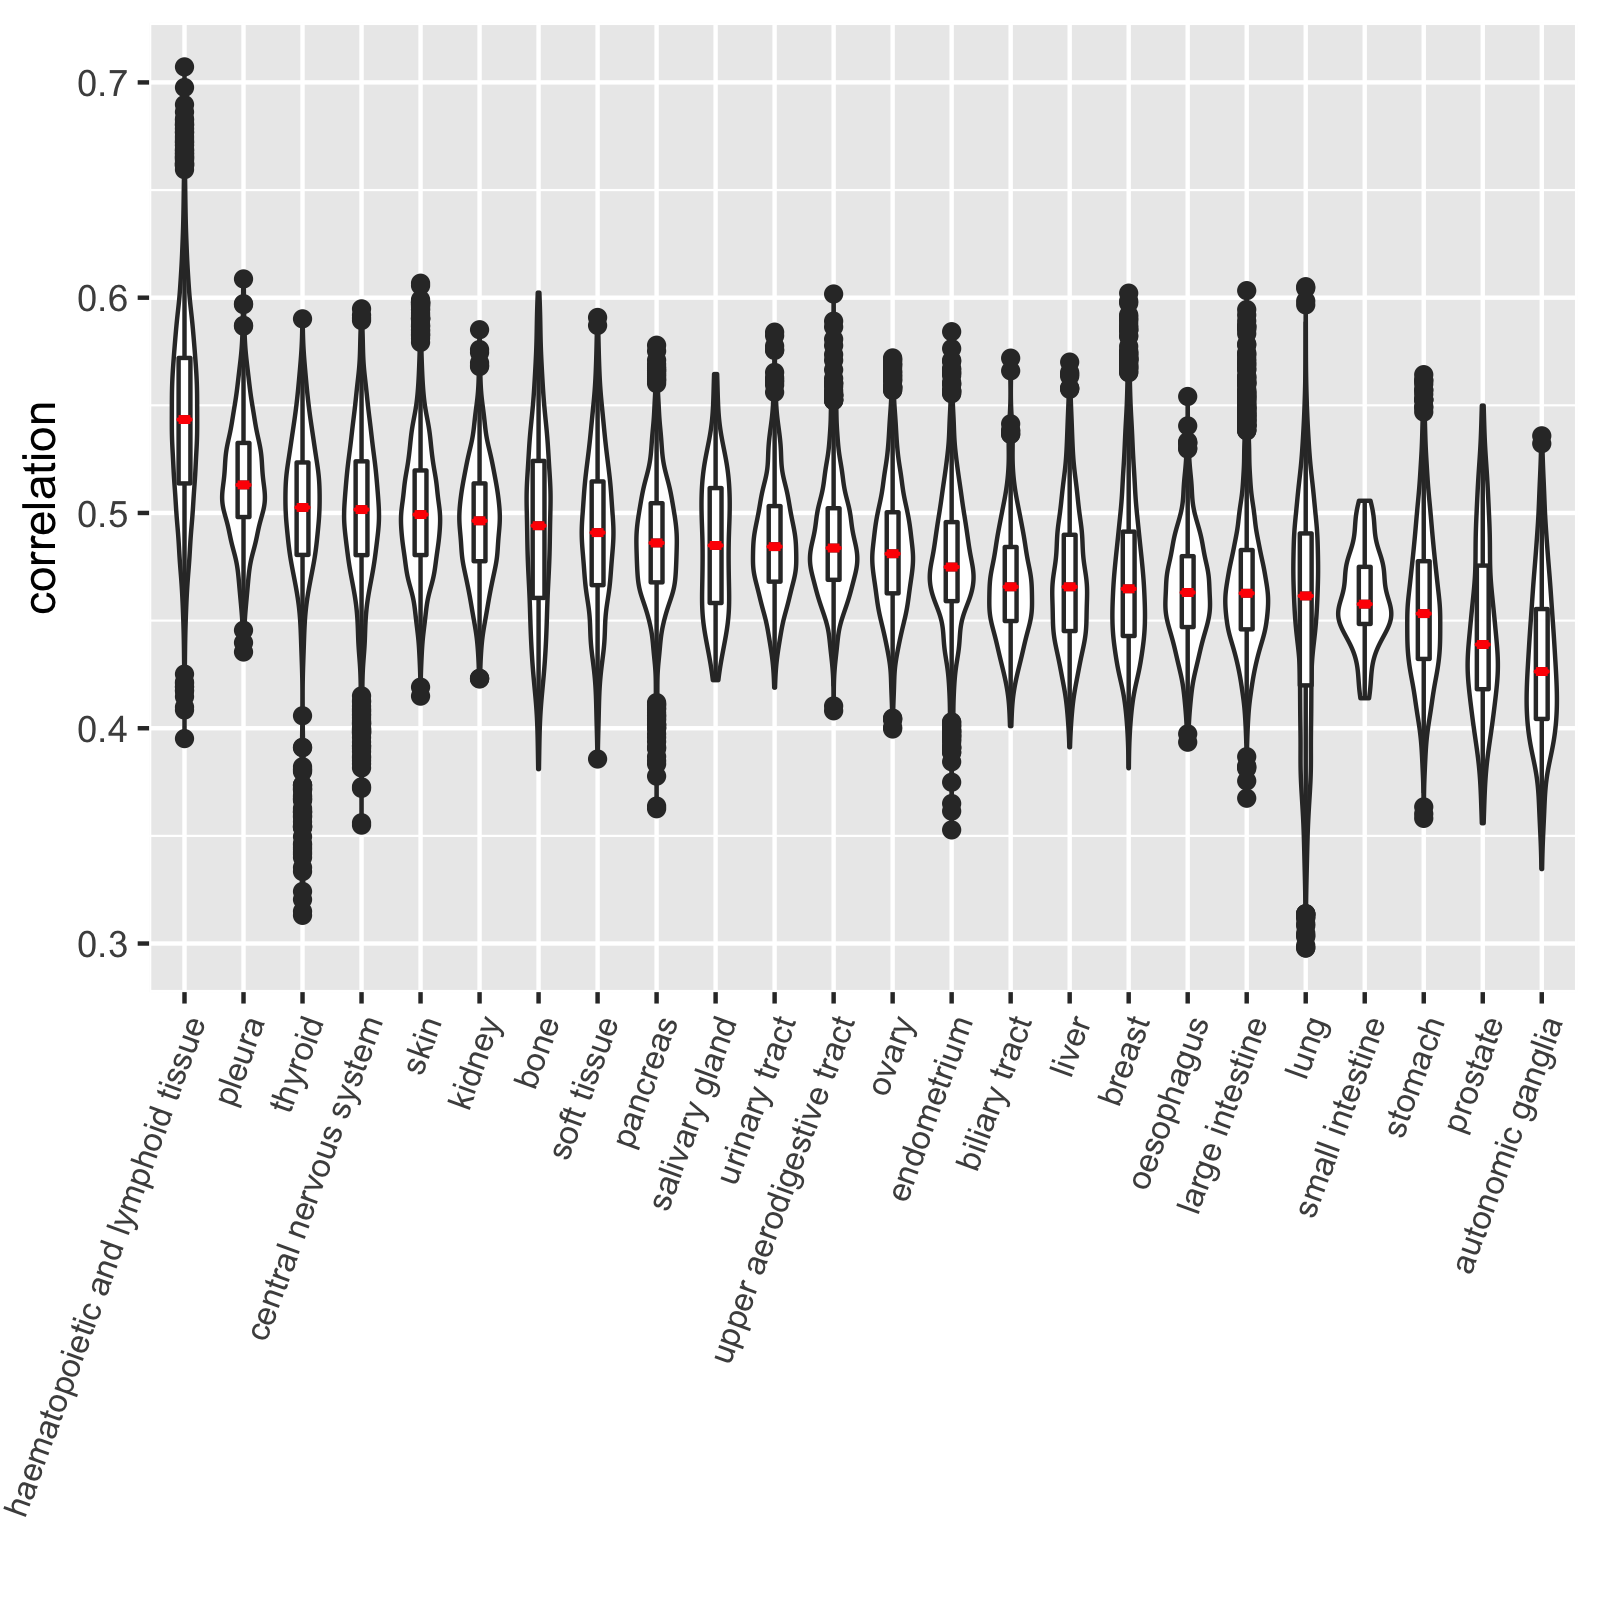 correlation
0.7
0.6
0.5
0.4
0.3
haematopoietic and lymphoid tissue
pleura
thyroid
central nervous system
skin
kidney
bone
soft tissue
pancreas
salivary gland
urinary tract
upper aerodigestive tract
ovary
endometrium
biliary tract
liver
breast
oesophagus
large intestine
lung
small intestine
stomach
prostate
autonomic ganglia